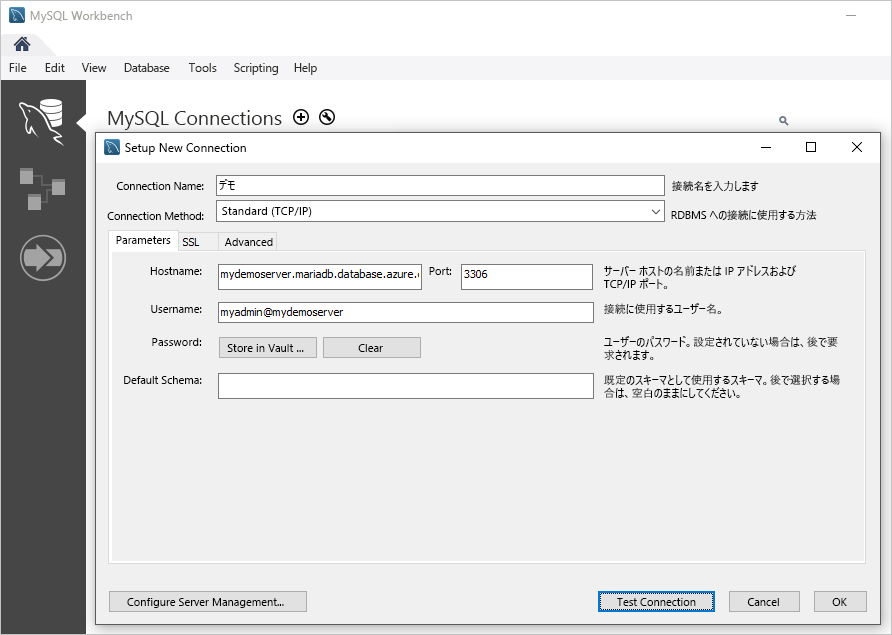 MySQL Workbench
File Edit View Database Tools Scripting Help
MySQL Connections
Setup New Connection
Connection Name: デモ 接続名を入力します
Connection Method: Standard (TCP/IP) RDBMS への接続に使用する方法
Parameters SSL Advanced
Hostname: mydemoserver.mariadb.database.azure. Port: 3306 サーバー ホストの名前または IP アドレスおよび
TCP/IP ポート。
Username: myadmin@mydemoserver 接続に使用するユーザー名。
Password: Store in Vault ... Clear ユーザーのパスワード。設定されていない場合は、後で要
求されます。
Default Schema: 既定のスキーマとして使用するスキーマ。後で選択する場
合は、空白のままにしてください。
Configure Server Management... Test Connection Cancel OK